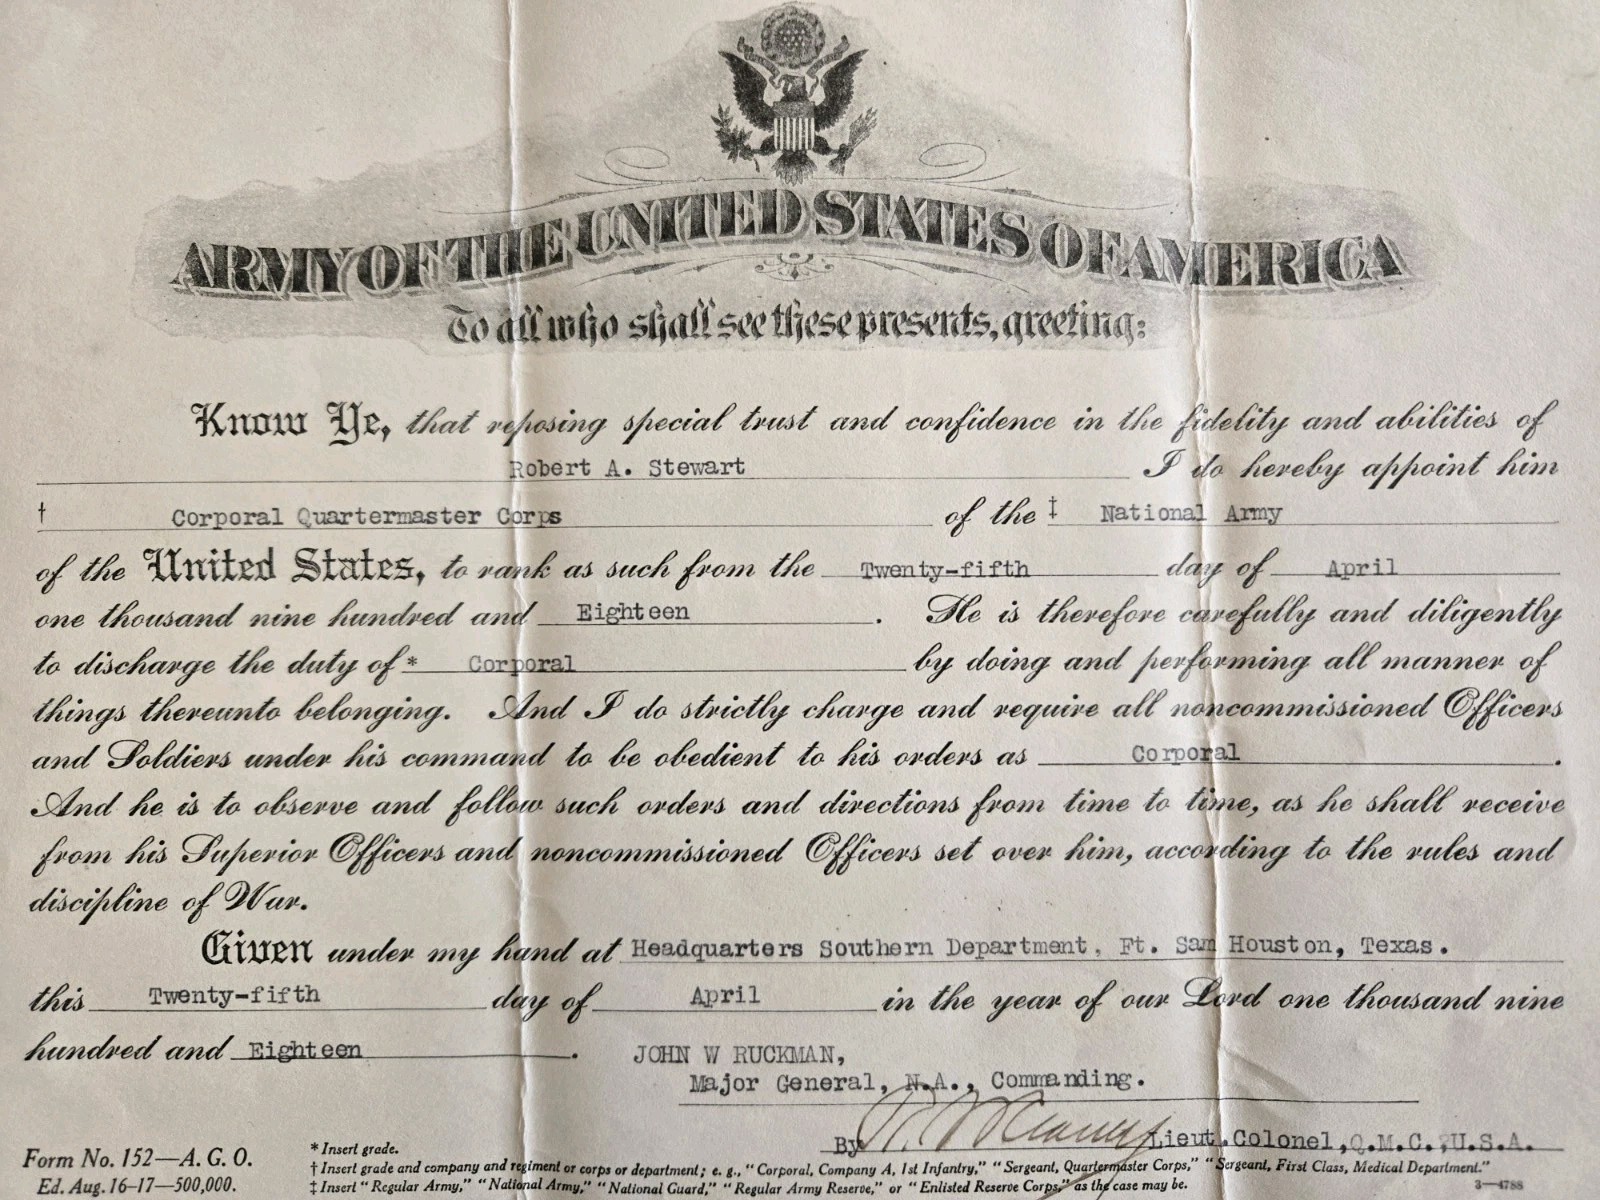 ARMY OF THE UNITED STATES OF AMERICA
To all who shall see these presents, greeting:
Know Ye, that reposing special trust and confidence in the fidelity and abilities of
Robert A. Stewart I do hereby appoint him
† Corporal Quartermaster Corps of the ‡ National Army
of the United States, to rank as such from the Twenty-fifth day of April
one thousand nine hundred and Eighteen. He is therefore carefully and diligently
to discharge the duty of * Corporal by doing and performing all manner of
things thereunto belonging. And I do strictly charge and require all noncommissioned Officers
and Soldiers under his command to be obedient to his orders as Corporal.
And he is to observe and follow such orders and directions from time to time, as he shall receive
from his Superior Officers and noncommissioned Officers set over him, according to the rules and
discipline of War.
Given under my hand at Headquarters Southern Department, Ft. Sam Houston, Texas.
this Twenty-fifth day of April in the year of our Lord one thousand nine
hundred and Eighteen. JOHN W RUCKMAN,
Major General, N.A., Commanding.
By Lieut.Colonel,Q.M.C.,U.S.A.
Form No. 152—A. G. O.
Ed. Aug. 16-17—500,000.
* Insert grade.
† Insert grade and company and regiment or corps or department; e. g., "Corporal, Company A, 1st Infantry," "Sergeant, Quartermaster Corps," "Sergeant, First Class, Medical Department."
‡ Insert "Regular Army," "National Army," "National Guard," "Regular Army Reserve," or "Enlisted Reserve Corps," as the case may be.
3—4788